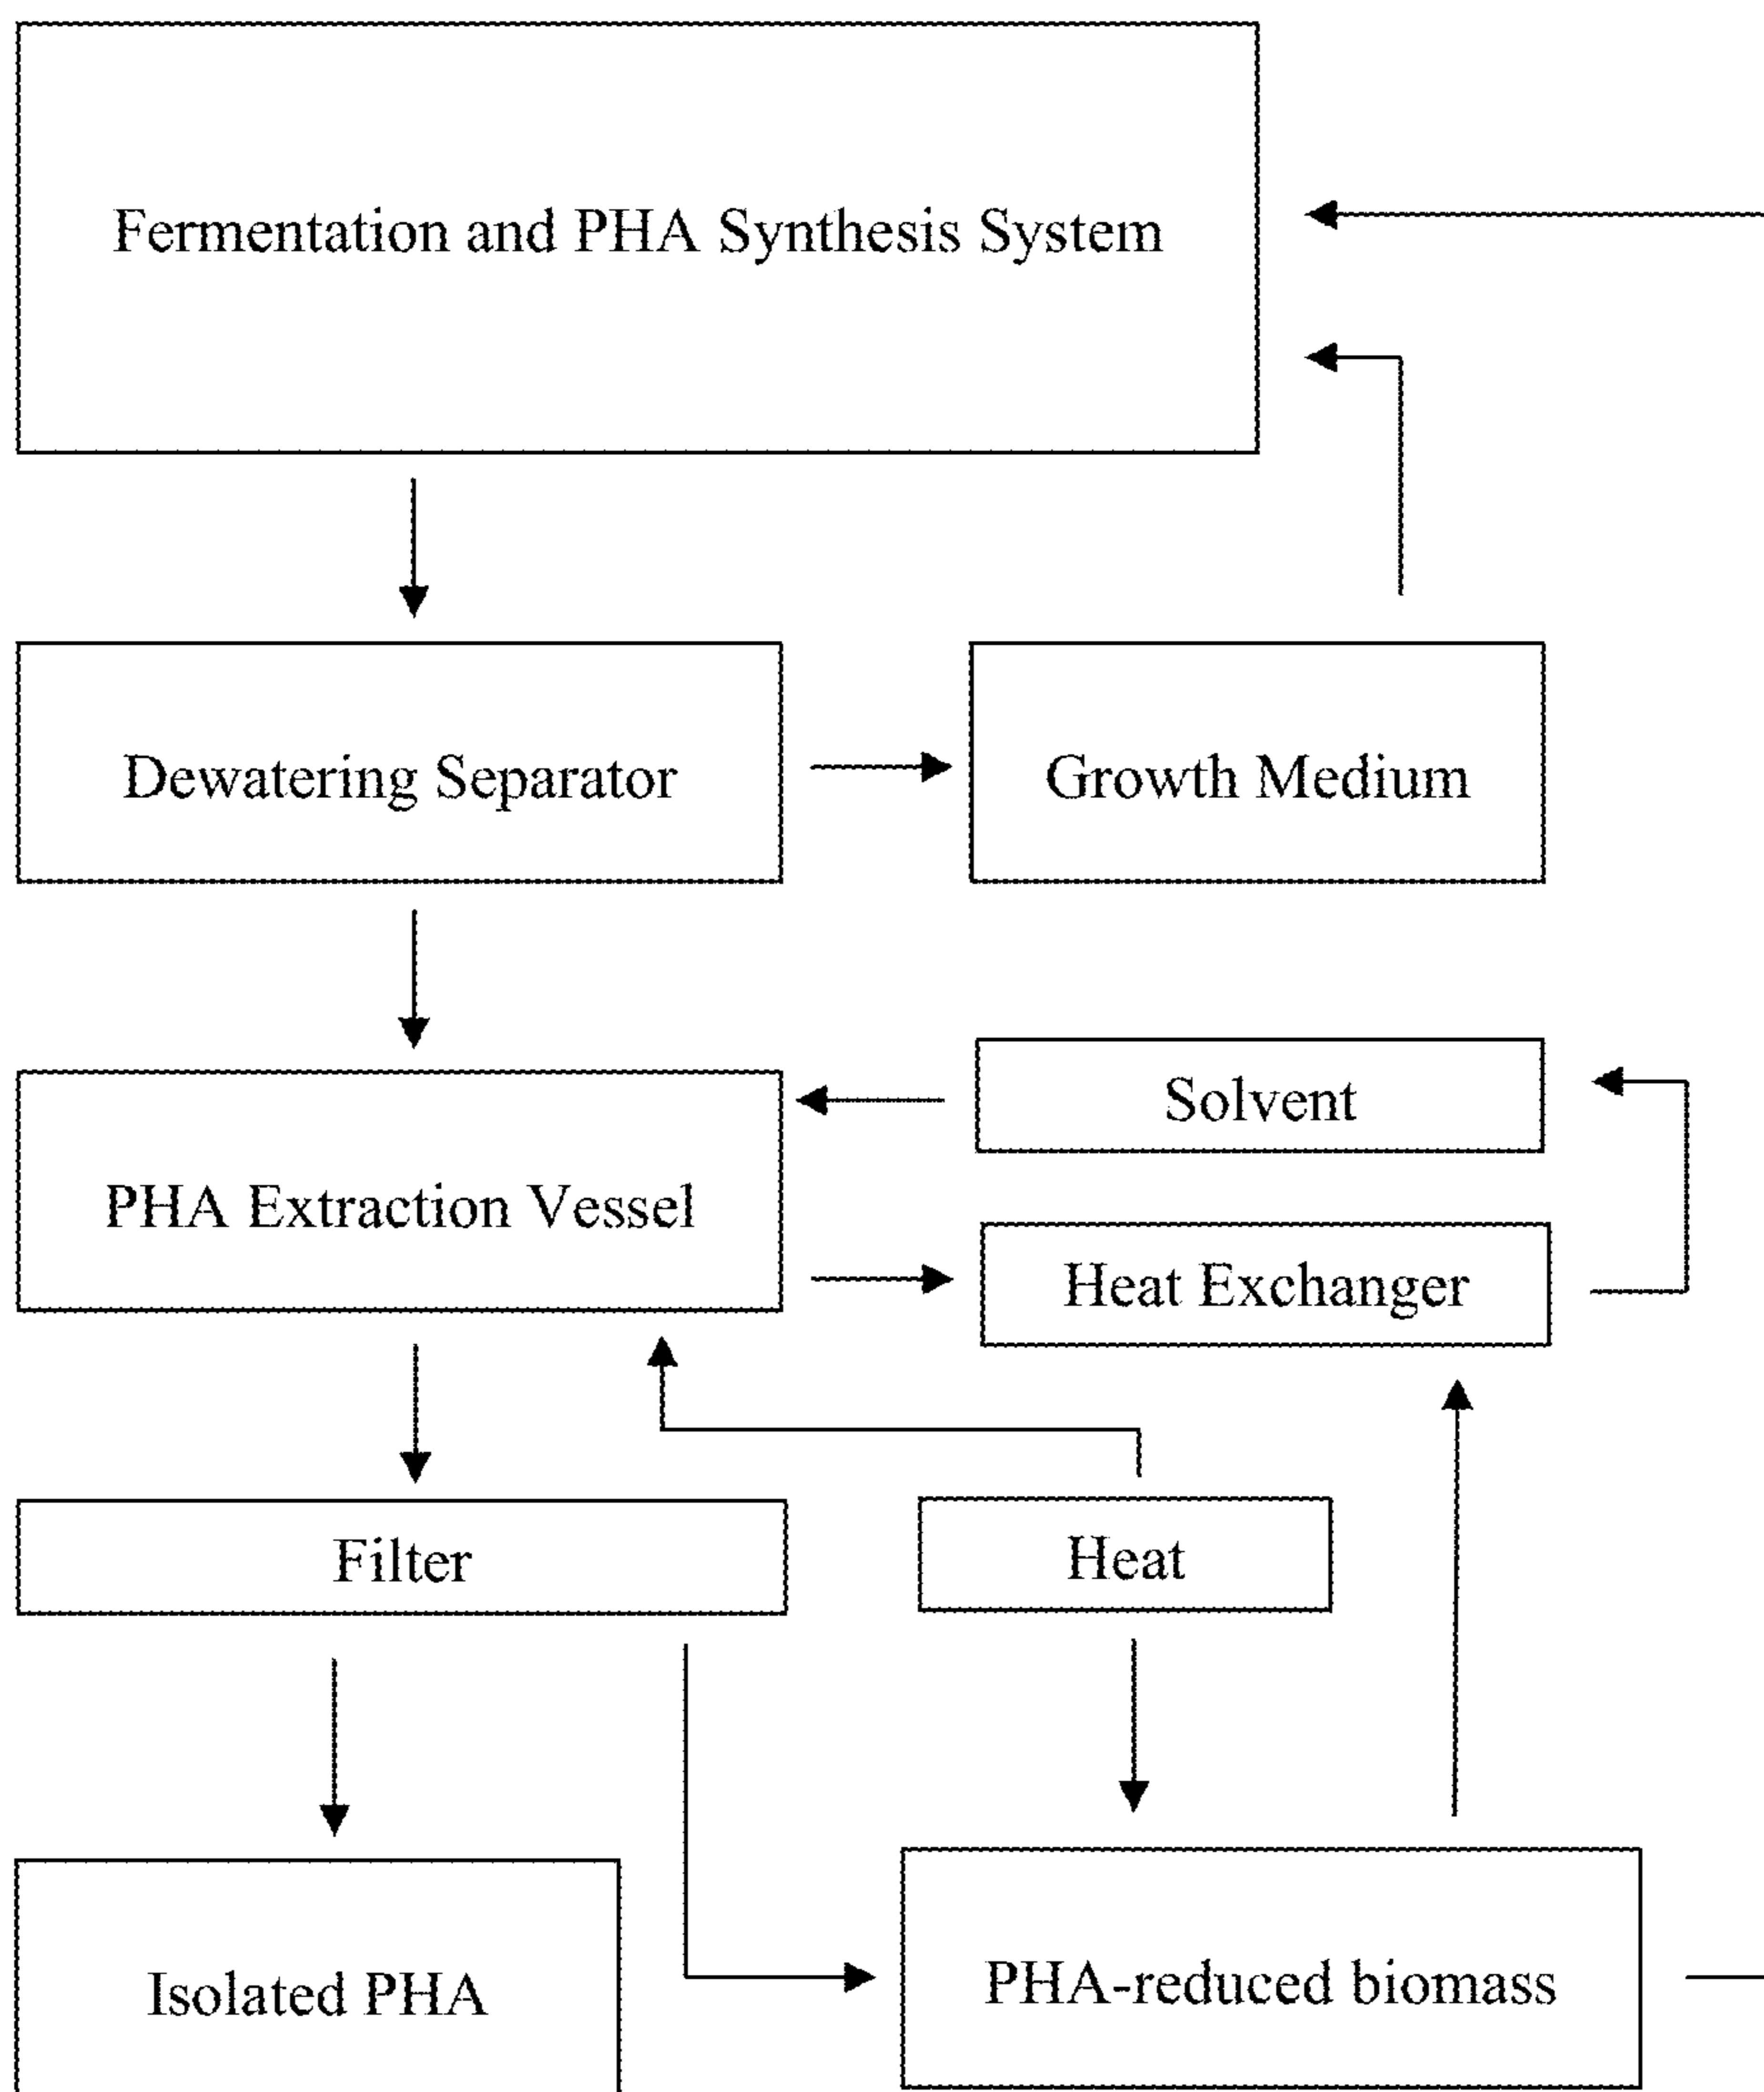 Fermentation and PHA Synthesis System
Dewatering Separator
Growth Medium
Solvent
PHA Extraction Vessel
Heat Exchanger
Filter
Heat
Isolated PHA
PHA-reduced biomass